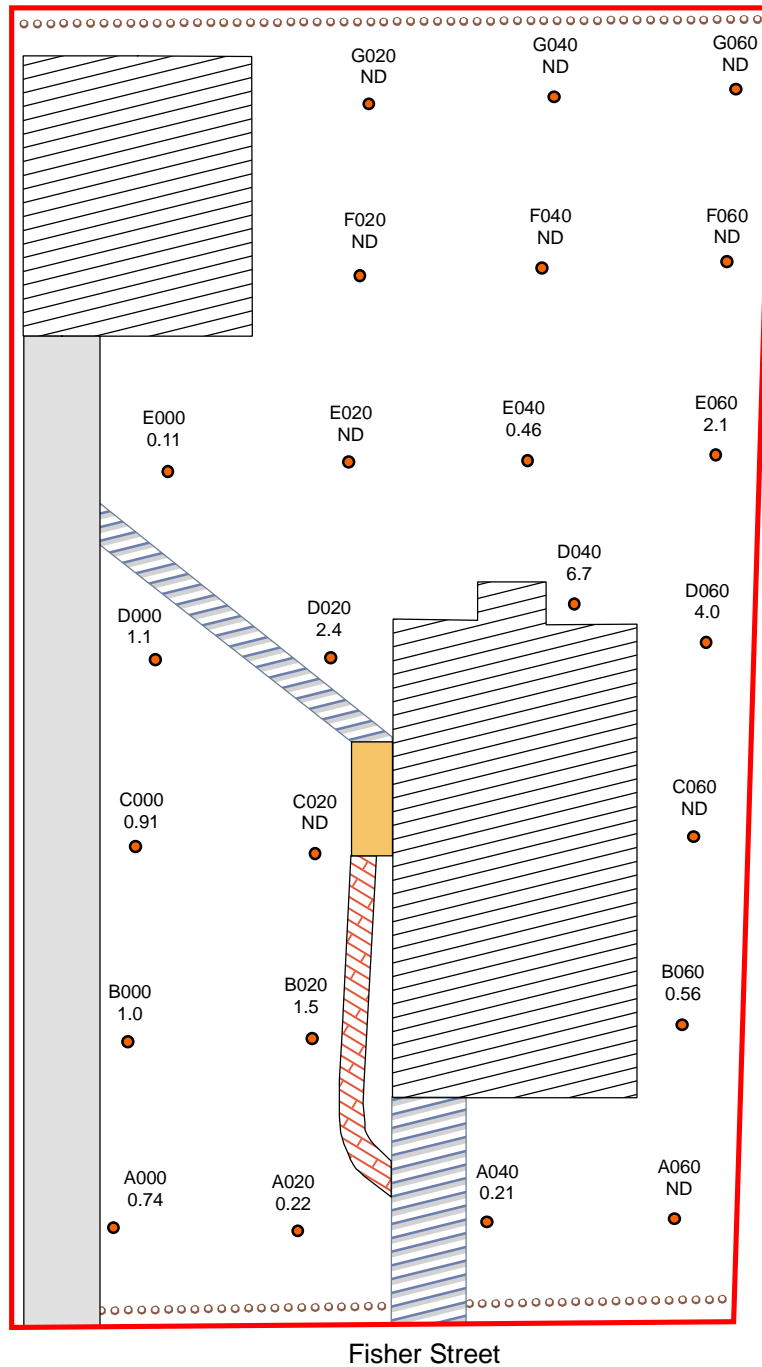 G020
ND
G040
ND
G060
ND
F020
ND
F040
ND
F060
ND
E000
0.11
E020
ND
E040
0.46
E060
2.1
D000
1.1
D020
2.4
D040
6.7
D060
4.0
C000
0.91
C020
ND
C060
ND
B000
1.0
B020
1.5
B060
0.56
A000
0.74
A020
0.22
A040
0.21
A060
ND
Fisher Street